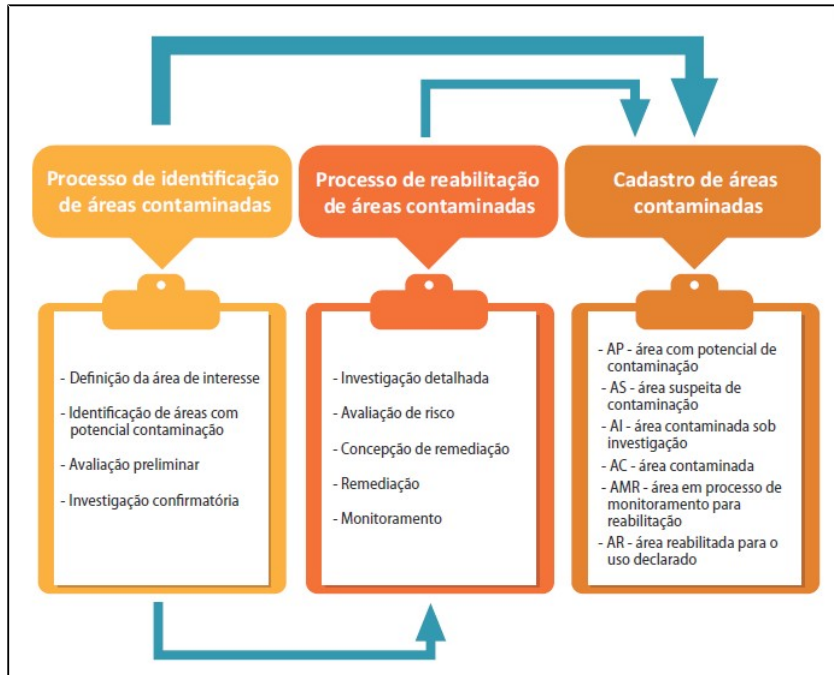 Processo de identificação
de áreas contaminadas
- Definição da área de interesse
- Identificação de áreas com
potencial contaminação
- Avaliação preliminar
- Investigação confirmatória
Processo de reabilitação
de áreas contaminadas
- Investigação detalhada
- Avaliação de risco
- Concepção de remediação
- Remediação
- Monitoramento
Cadastro de áreas
contaminadas
- AP - área com potencial de
contaminação
- AS - área suspeita de
contaminação
- AI - área contaminada sob
investigação
- AC - área contaminada
- AMR - área em processo de
monitoramento para
reabilitação
- AR - área reabilitada para o
uso declarado